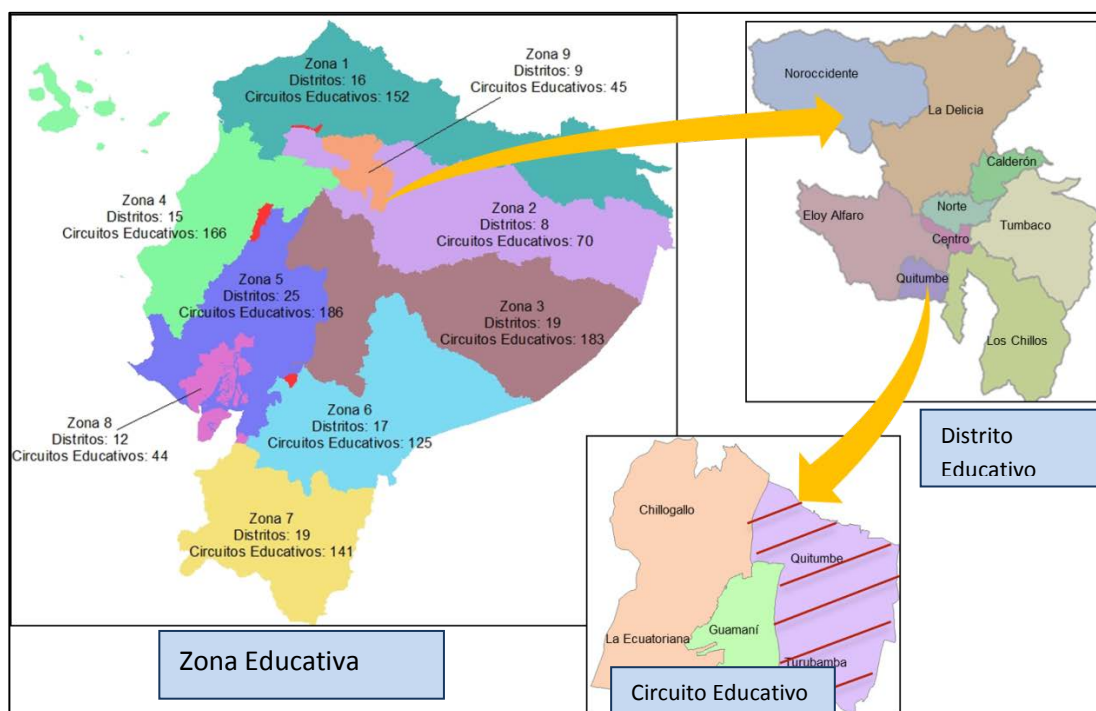 Zona 1
Distritos: 16
Circuitos Educativos: 152
Zona 9
Distritos: 9
Circuitos Educativos: 45
Zona 4
Distritos: 15
Circuitos Educativos: 166
Zona 2
Distritos: 8
Circuitos Educativos: 70
Zona 5
Distritos: 25
Circuitos Educativos: 186
Zona 3
Distritos: 19
Circuitos Educativos: 183
Zona 8
Distritos: 12
Circuitos Educativos: 44
Zona 6
Distritos: 17
Circuitos Educativos: 125
Zona 7
Distritos: 19
Circuitos Educativos: 141
Zona Educativa
Noroccidente
La Delicia
Calderón
Norte
Eloy Alfaro
Tumbaco
Centro
Quitumbe
Los Chillos
Distrito
Educativo
Chillogallo
Quitumbe
Guamaní
La Ecuatoriana
Turubamba
Circuito Educativo